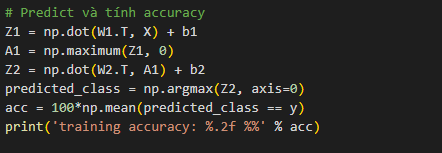 # Predict và tính accuracy
Z1 = np.dot(W1.T, X) + b1
A1 = np.maximum(Z1, 0)
Z2 = np.dot(W2.T, A1) + b2
predicted_class = np.argmax(Z2, axis=0)
acc = 100*np.mean(predicted_class == y)
print('training accuracy: %.2f %%' % acc)